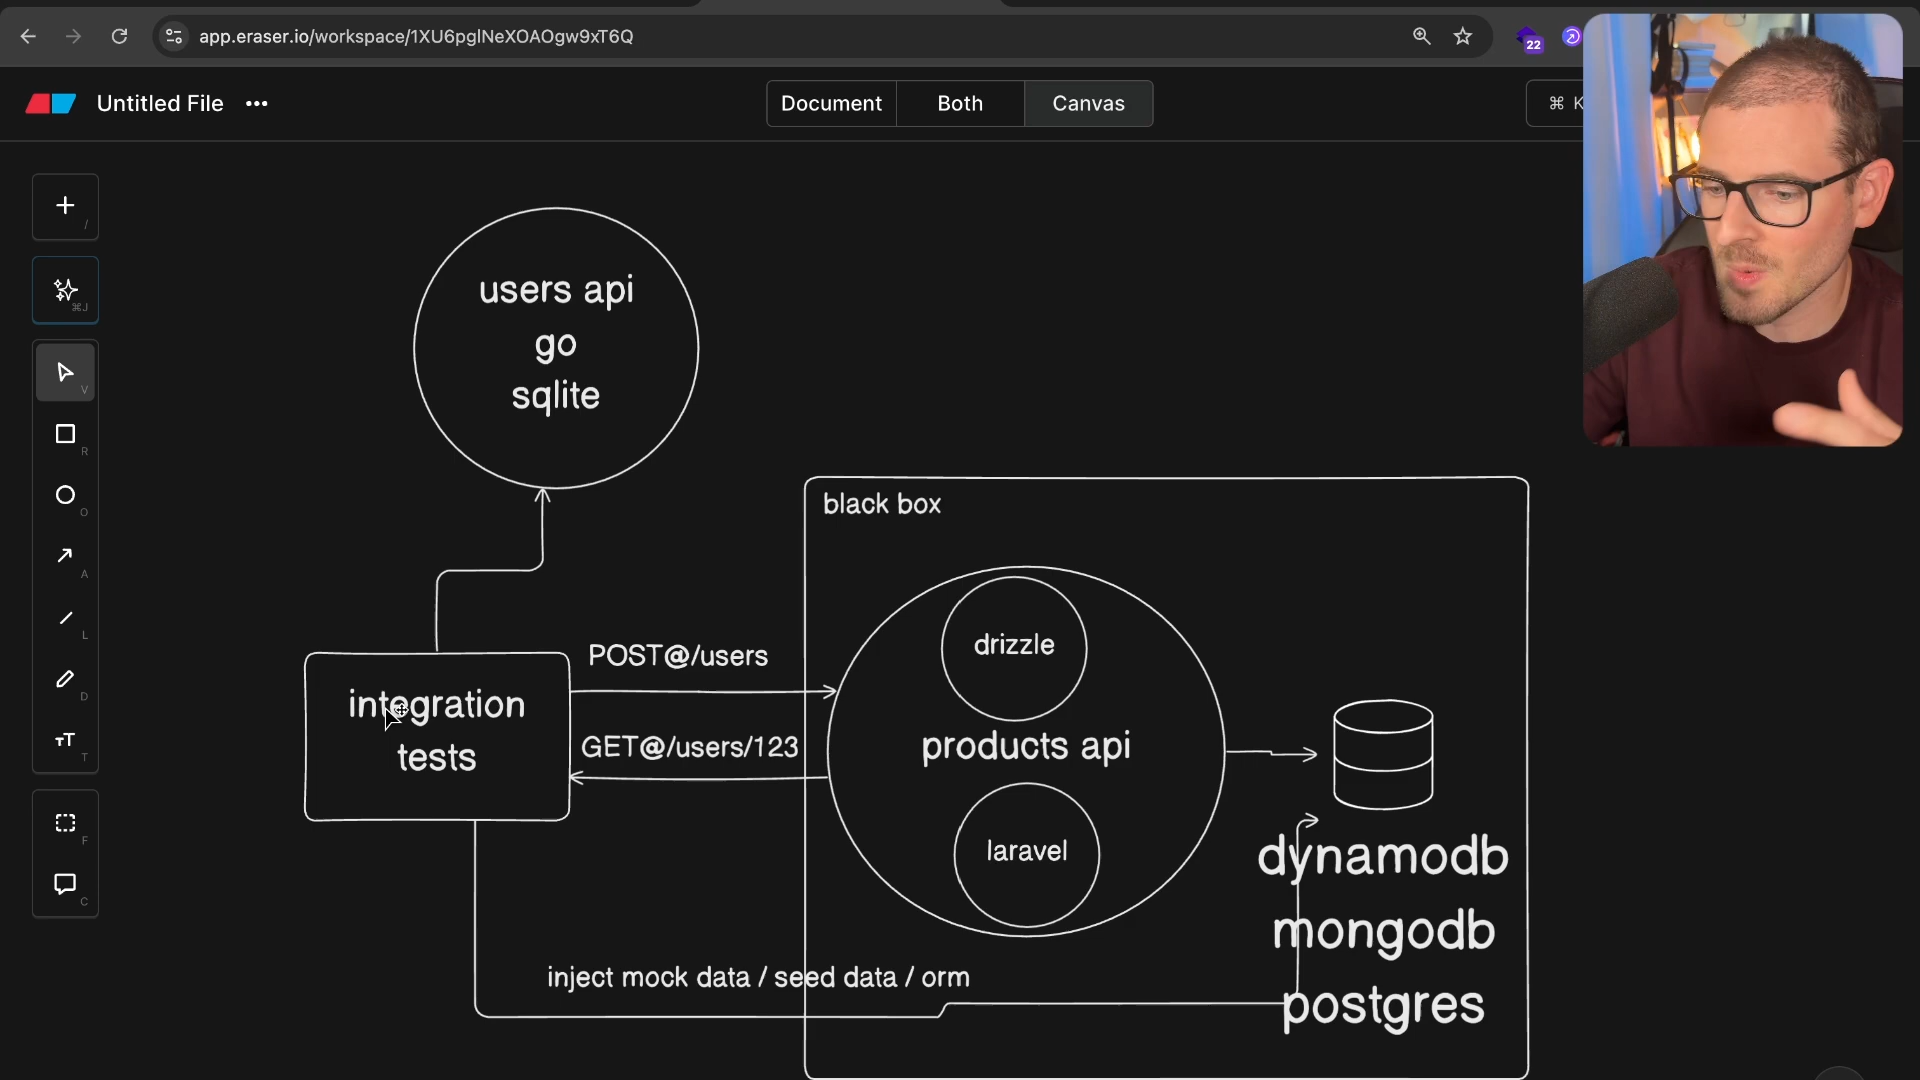 app.eraser.io/workspace/1XU6pglNeXOAOgw9xT6Q
22
Untitled File
Document
Both
Canvas
⌘ K
/
⌘J
V
R
O
A
L
D
T
F
C
users api
go
sqlite
black box
POST@/users
drizzle
integration
tests
GET@/users/123
products api
laravel
dynamodb
mongodb
inject mock data / seed data / orm
postgres